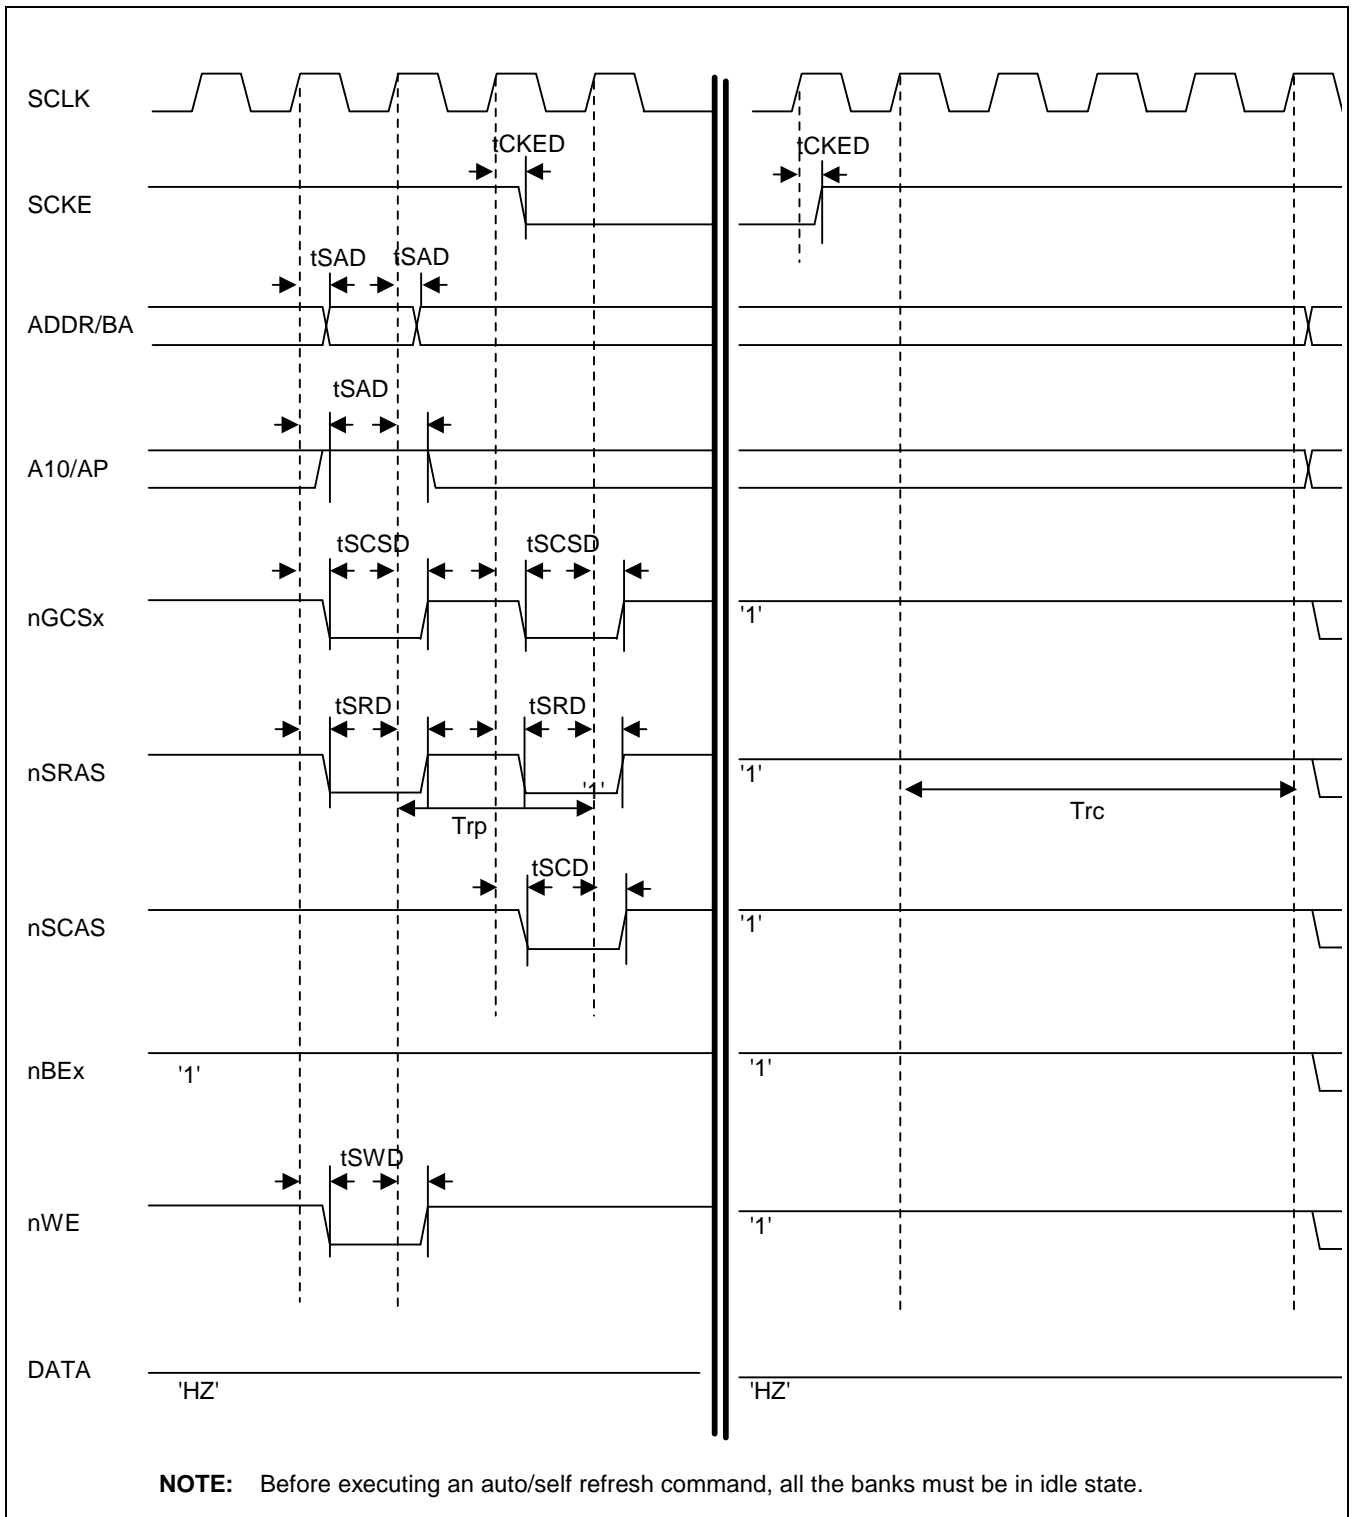 SCLK
tCKED
tCKED
SCKE
tSAD
tSAD
ADDR/BA
tSAD
A10/AP
tSCSD
tSCSD
nGCSx
'1'
tSRD
tSRD
nSRAS
'1'
'1'
Trp
Trc
tSCD
nSCAS
'1'
nBEx
'1'
'1'
tSWD
nWE
'1'
DATA
'HZ'
'HZ'
NOTE: Before executing an auto/self refresh command, all the banks must be in idle state.